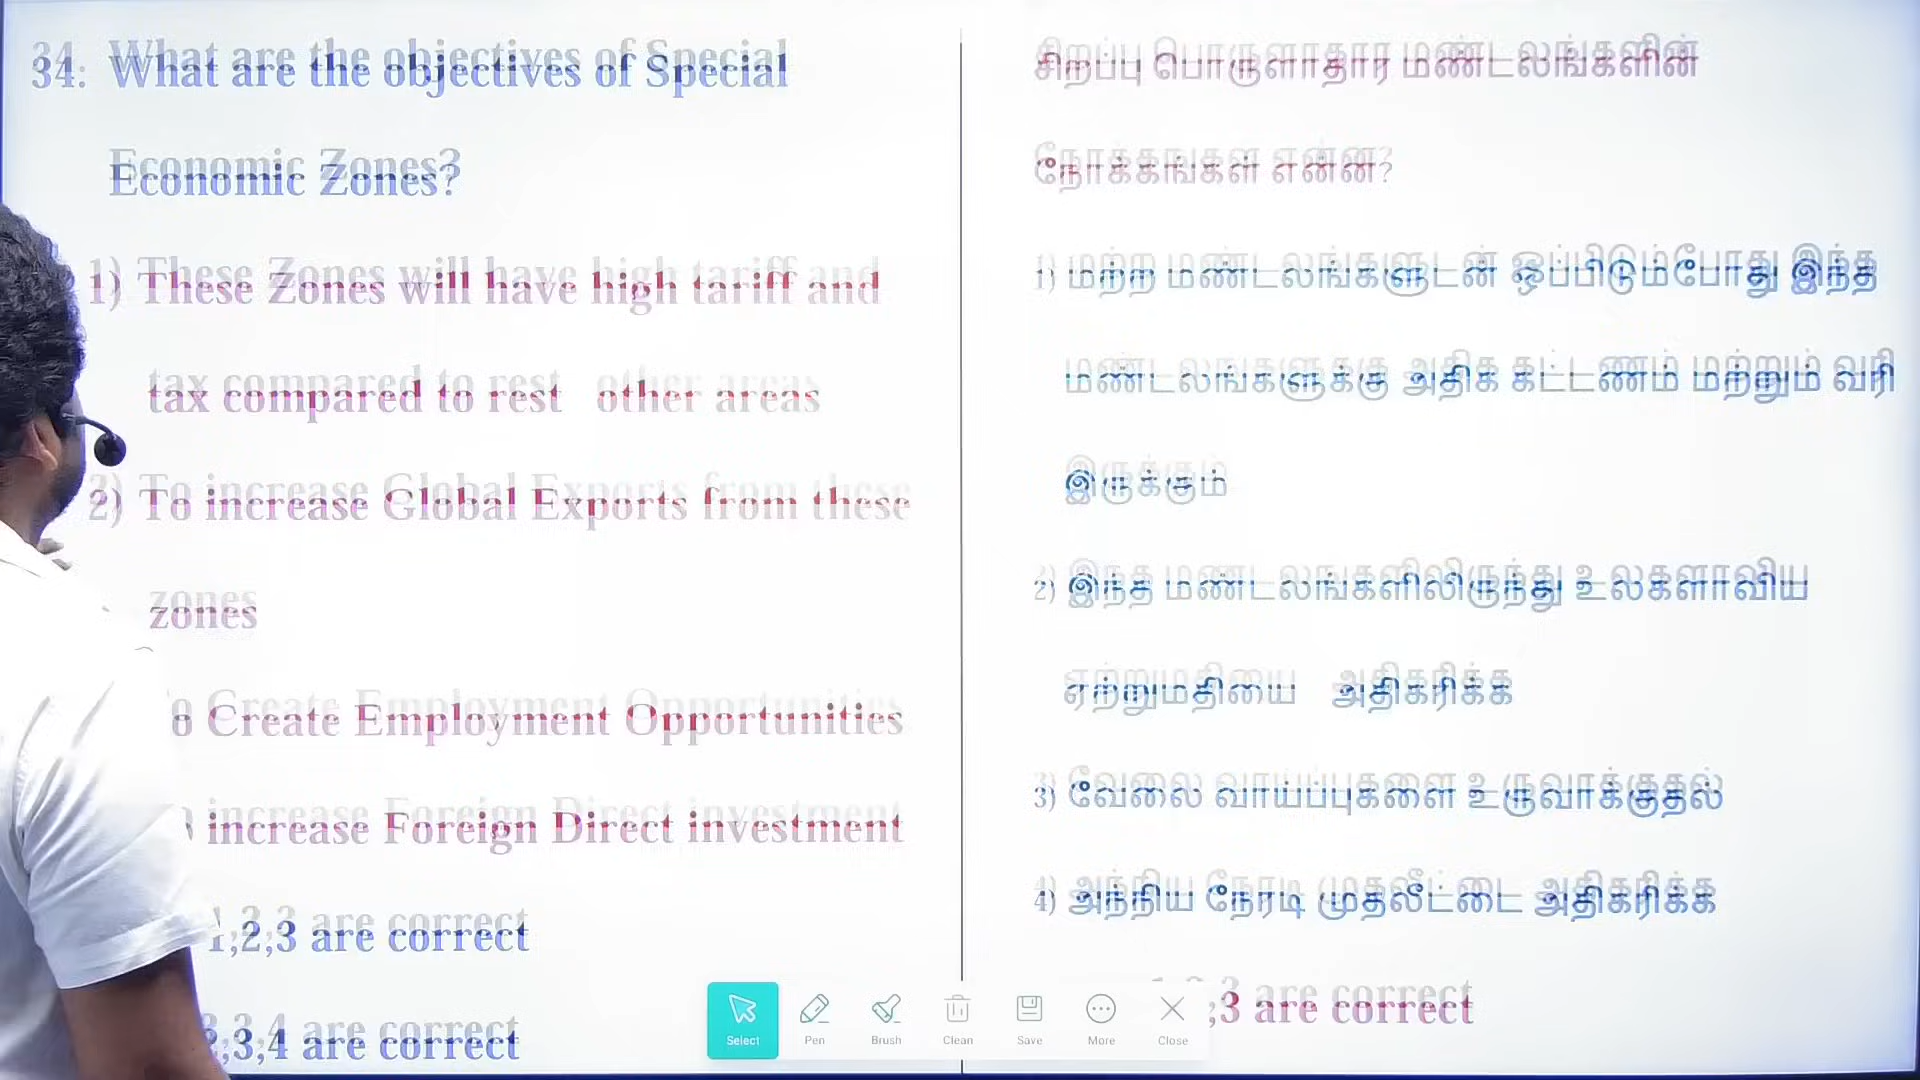 34: What are the objectives of Special
Economic Zones?
1) These Zones will have high tariff and
tax compared to rest other areas
2) To increase Global Exports from these
zones
Create Employment Opportunities
increase Foreign Direct investment
1,2,3 are correct
,3,4 are correct
சிறப்பு பொருளாதார மண்டலங்களின்
நோக்கங்கள் என்ன?
1) மற்ற மண்டலங்களுடன் ஒப்பிடும்போது இந்த
மண்டலங்களுக்கு அதிக கட்டணம் மற்றும் வரி
இருக்கும்
2) இந்த மண்டலங்களிலிருந்து உலகளாவிய
ஏற்றுமதியை அதிகரிக்க
3) வேலை வாய்ப்புகளை உருவாக்குதல்
4) அந்நிய நேரடி முதலீட்டை அதிகரிக்க
,3 are correct
Select Pen Brush Clean Save More Close